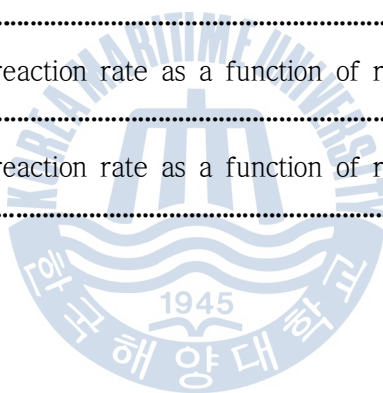 reaction rate as a function of
reaction rate as a function of
KOREA MARITIME UNIVERSITY
1945
한국해양대학교